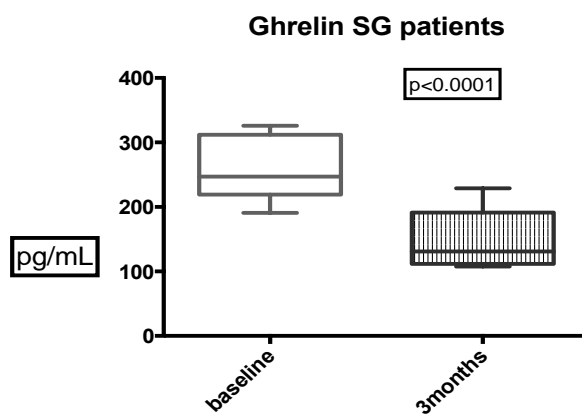 Ghrelin SG patients
p<0.0001
400
300
200
100
0
pg/mL
baseline
3months